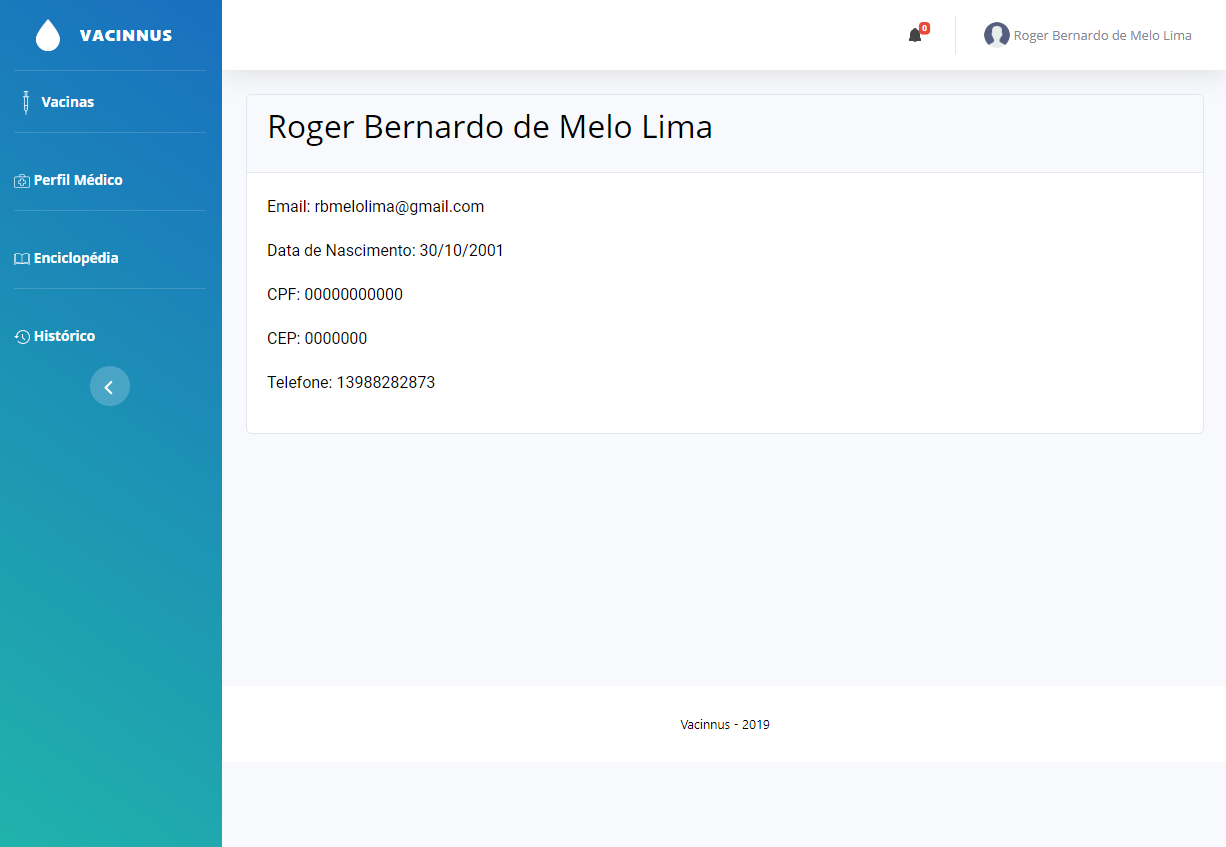 VACINNUS
0
Roger Bernardo de Melo Lima
Vacinas
Perfil Médico
Enciclopédia
Histórico
Roger Bernardo de Melo Lima
Email: rbmelolima@gmail.com
Data de Nascimento: 30/10/2001
CPF: 00000000000
CEP: 0000000
Telefone: 13988282873
Vacinnus - 2019